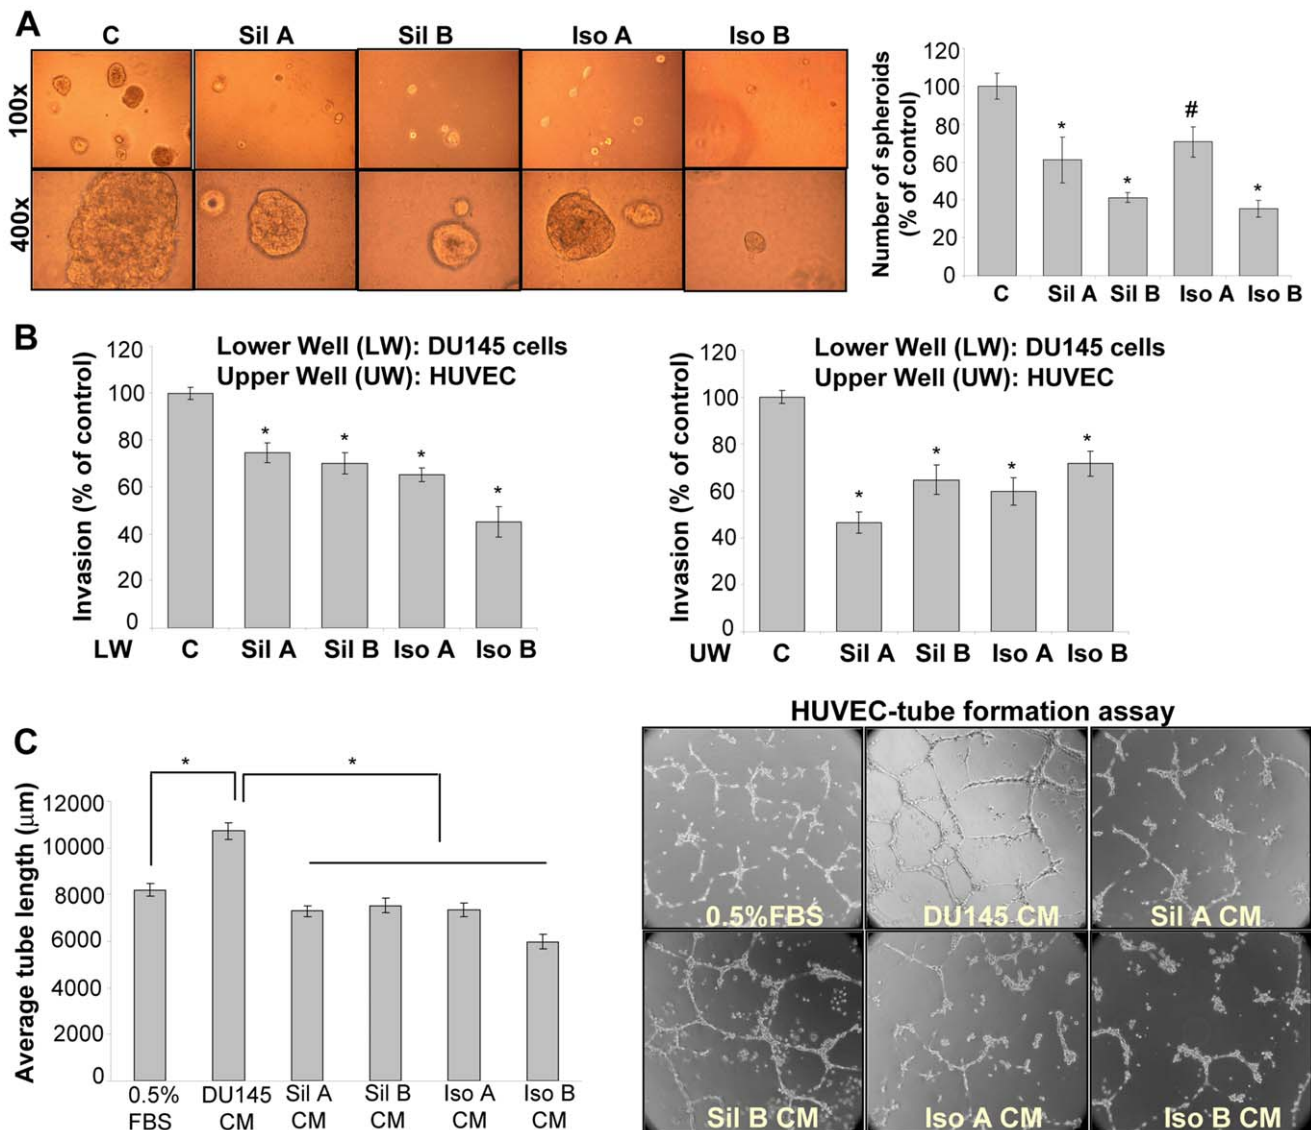 A
C Sil A Sil B Iso A Iso B
100x
400x
Number of spheroids
(% of control)
120
100
80
60
40
20
0
*
*
#
*
C Sil A Sil B Iso A Iso B
B
Lower Well (LW): DU145 cells
Upper Well (UW): HUVEC
Invasion (% of control)
120
100
80
60
40
20
0
*
*
*
*
LW C Sil A Sil B Iso A Iso B
Lower Well (LW): DU145 cells
Upper Well (UW): HUVEC
Invasion (% of control)
120
100
80
60
40
20
0
*
*
*
*
UW C Sil A Sil B Iso A Iso B
C
* *
Average tube length (µm)
12000
10000
8000
6000
4000
2000
0
0.5% DU145 Sil A Sil B Iso A Iso B
FBS CM CM CM CM CM
HUVEC-tube formation assay
0.5%FBS DU145 CM Sil A CM
Sil B CM Iso A CM Iso B CM